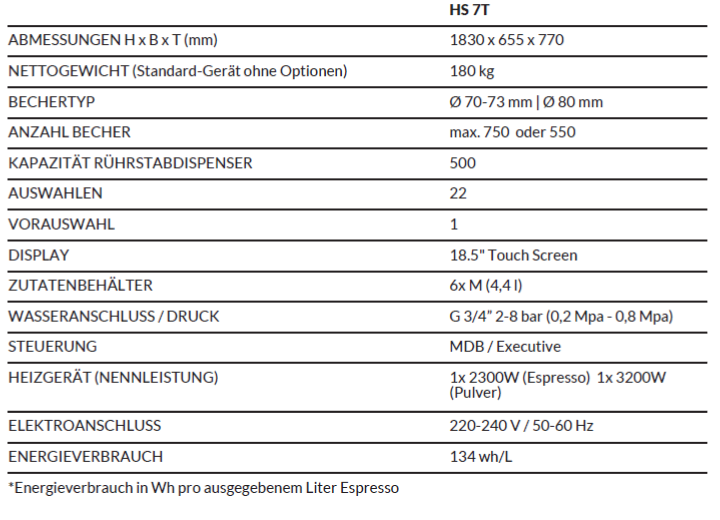 HS 7T
ABMESSUNGEN H x B x T (mm) 1830 x 655 x 770
NETTOGEWICHT (Standard-Gerät ohne Optionen) 180 kg
BECHERTYP Ø 70-73 mm | Ø 80 mm
ANZAHL BECHER max. 750 oder 550
KAPAZITÄT RÜHRSTABDISPENSER 500
AUSWAHLEN 22
VORAUSWAHL 1
DISPLAY 18.5" Touch Screen
ZUTATENBEHÄLTER 6x M (4,4 l)
WASSERANSCHLUSS / DRUCK G 3/4” 2-8 bar (0,2 Mpa - 0,8 Mpa)
STEUERUNG MDB / Executive
HEIZGERÄT (NENNLEISTUNG) 1x 2300W (Espresso) 1x 3200W
(Pulver)
ELEKTROANSCHLUSS 220-240 V / 50-60 Hz
ENERGIEVERBRAUCH 134 wh/L
*Energieverbrauch in Wh pro ausgegebenem Liter Espresso